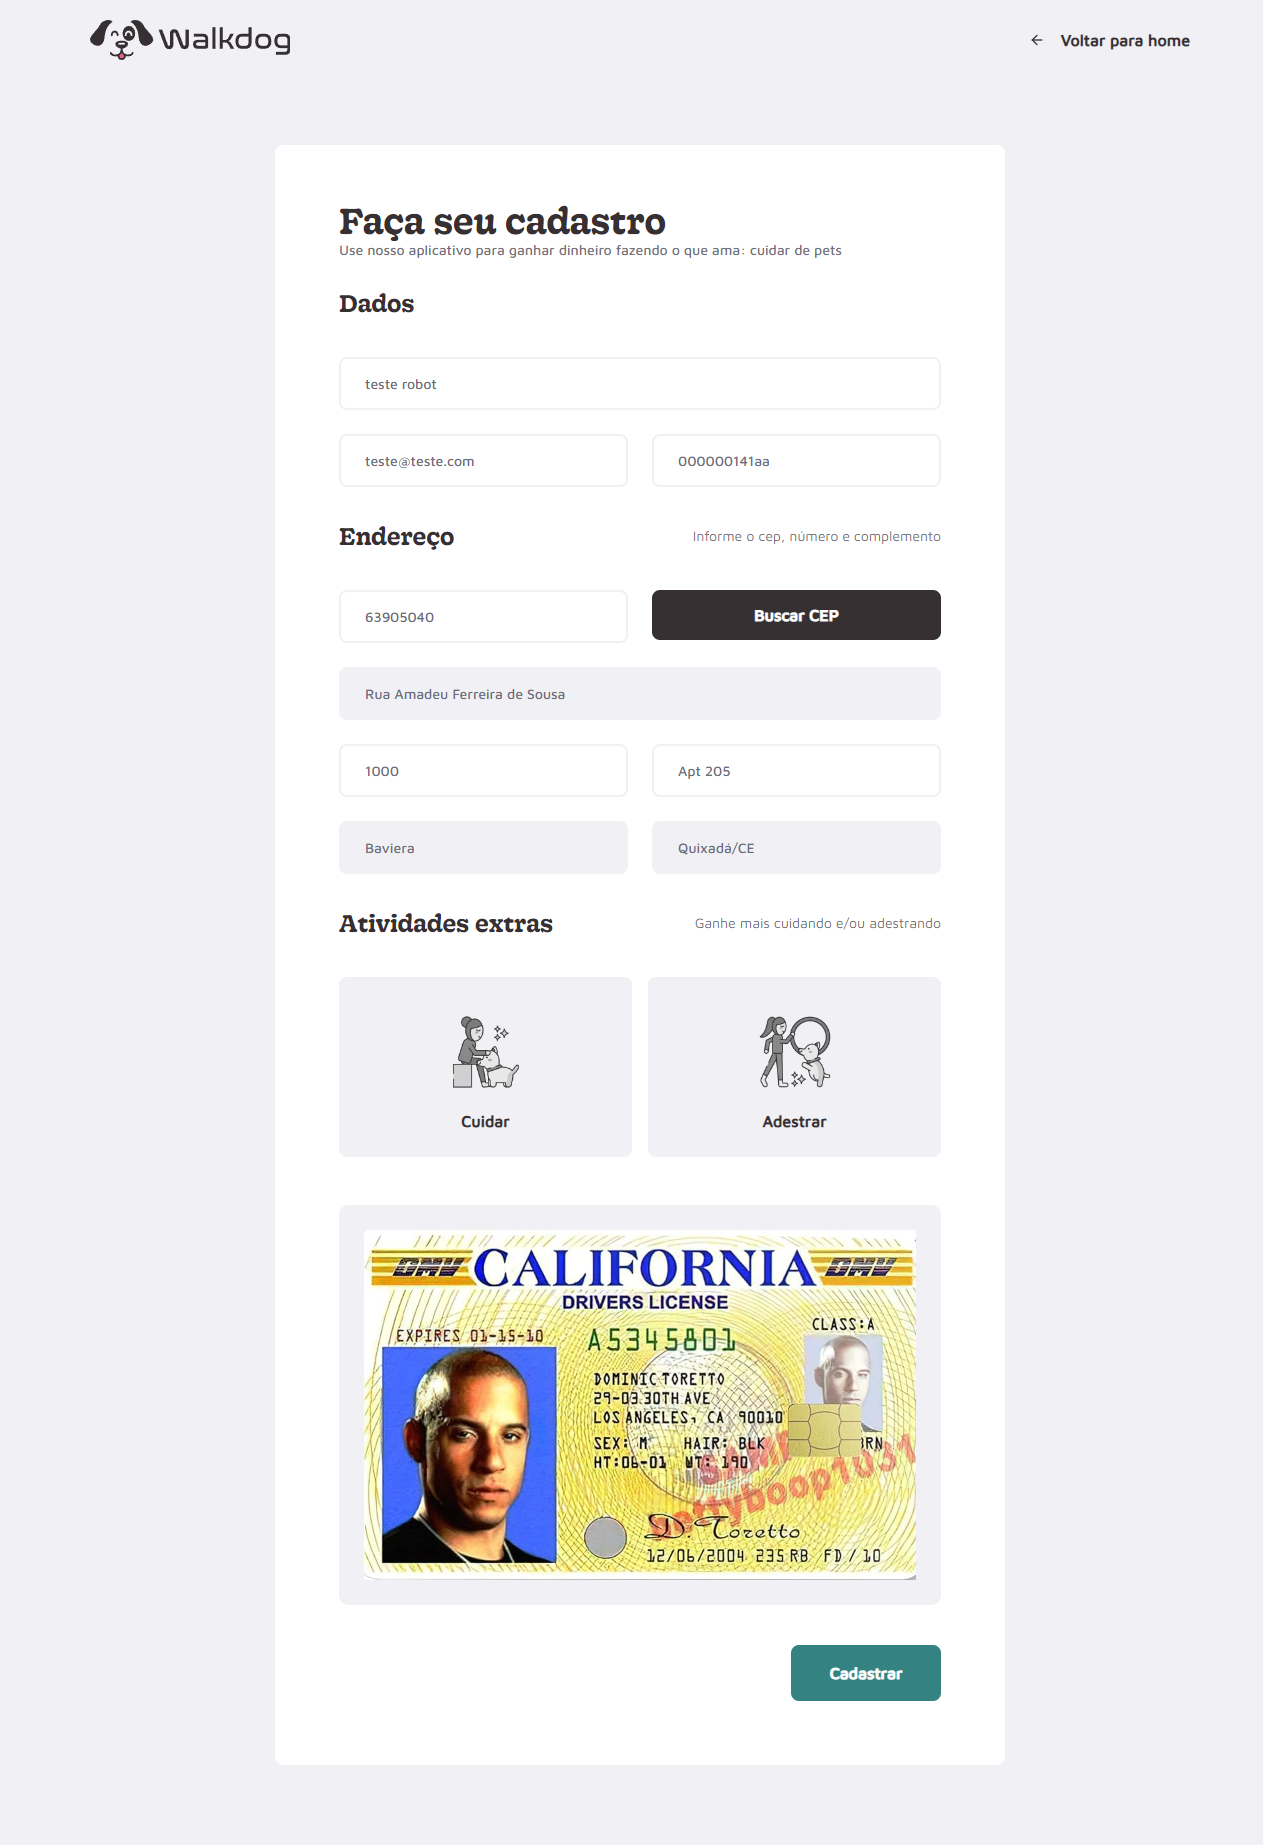 Walkdog
Voltar para home
Faça seu cadastro
Use nosso aplicativo para ganhar dinheiro fazendo o que ama: cuidar de pets
Dados
teste robot
teste@teste.com
000000141aa
Endereço
Informe o cep, número e complemento
63905040
Buscar CEP
Rua Amadeu Ferreira de Sousa
1000
Apt 205
Baviera
Quixadá/CE
Atividades extras
Ganhe mais cuidando e/ou adestrando
Cuidar
Adestrar
DMV CALIFORNIA DMV
DRIVERS LICENSE
CLASS:A
EXPIRES 01-15-10
A5345801
DOMINIC TORETTO
29-03.30TH AVE
LOS ANGELES, CA 90010
SEX: M HAIR: BLK BRN
HT:06-01 WT: 190
D. Toretto
12/06/2004 235 RB FD / 10
Cadastrar